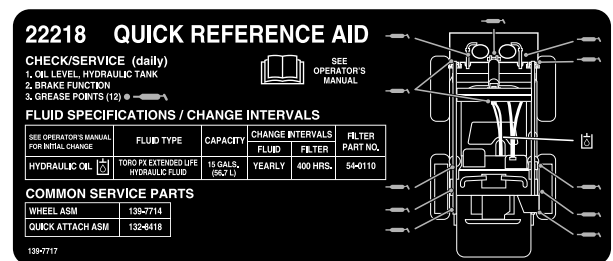 22218 QUICK REFERENCE AID
CHECK/SERVICE (daily)
1. OIL LEVEL, HYDRAULIC TANK
2. BRAKE FUNCTION
3. GREASE POINTS (12)
SEE
OPERATOR'S
MANUAL
FLUID SPECIFICATIONS / CHANGE INTERVALS
SEE OPERATOR'S MANUAL
FOR INITIAL CHANGE
FLUID TYPE
CAPACITY
CHANGE INTERVALS
FLUID
FILTER
FILTER
PART NO.
HYDRAULIC OIL
TORO PX EXTENDED LIFE
HYDRAULIC FLUID
15 GALS.
(56.7 L)
YEARLY
400 HRS.
54-0110
COMMON SERVICE PARTS
WHEEL ASM 139-7714
QUICK ATTACH ASM 132-8418
139-7717